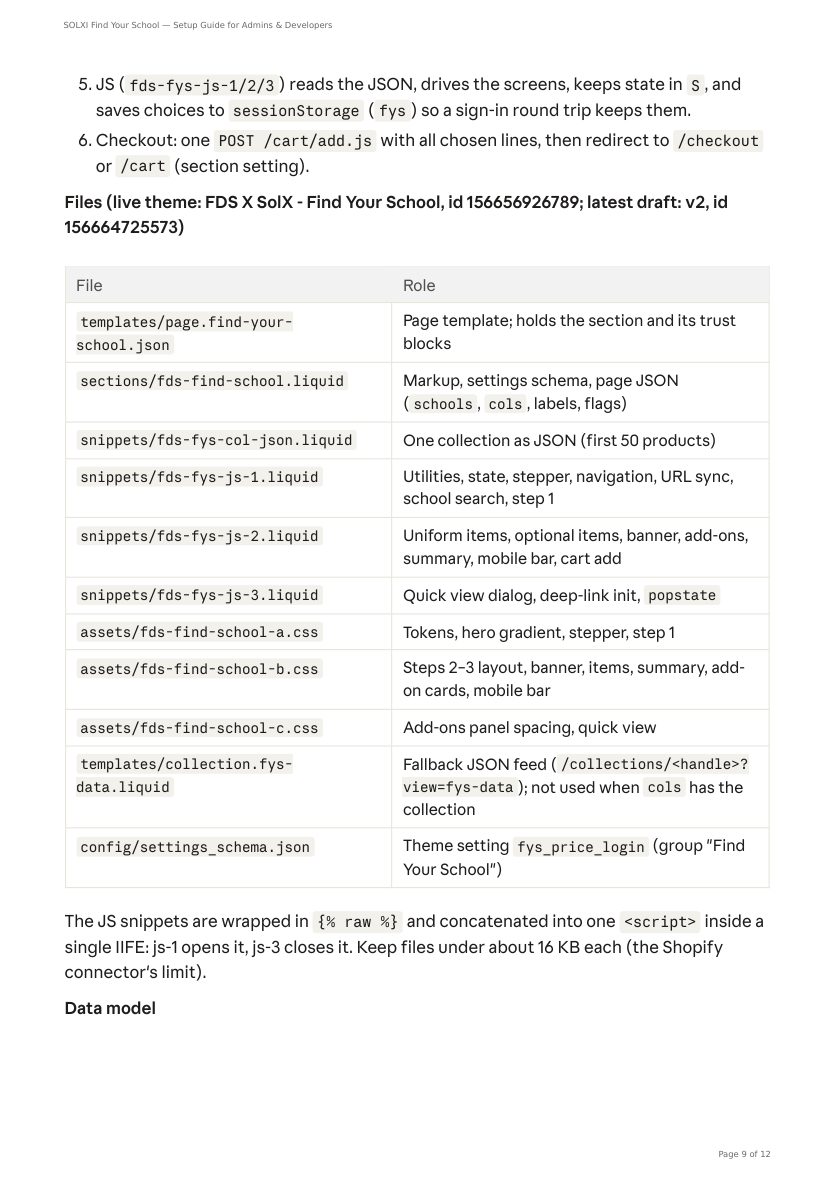 SOLXI Find Your School — Setup Guide for Admins & Developers
5. JS ( fds-fys-js-1/2/3 ) reads the JSON, drives the screens, keeps state in S , and
saves choices to sessionStorage ( fys ) so a sign-in round trip keeps them.
6. Checkout: one POST /cart/add.js with all chosen lines, then redirect to /checkout
or /cart (section setting).
Files (live theme: FDS X SolX - Find Your School, id 156656926789; latest draft: v2, id
156664725573)
File Role
templates/page.find-your-
school.json
Page template; holds the section and its trust
blocks
sections/fds-find-school.liquid
Markup, settings schema, page JSON
( schools , cols , labels, flags)
snippets/fds-fys-col-json.liquid
One collection as JSON (first 50 products)
snippets/fds-fys-js-1.liquid
Utilities, state, stepper, navigation, URL sync,
school search, step 1
snippets/fds-fys-js-2.liquid
Uniform items, optional items, banner, add-ons,
summary, mobile bar, cart add
snippets/fds-fys-js-3.liquid
Quick view dialog, deep-link init, popstate
assets/fds-find-school-a.css
Tokens, hero gradient, stepper, step 1
assets/fds-find-school-b.css
Steps 2–3 layout, banner, items, summary, add-
on cards, mobile bar
assets/fds-find-school-c.css
Add-ons panel spacing, quick view
templates/collection.fys-
data.liquid
Fallback JSON feed ( /collections/<handle>?
view=fys-data ); not used when cols has the
collection
config/settings_schema.json
Theme setting fys_price_login (group "Find
Your School")
The JS snippets are wrapped in {% raw %} and concatenated into one <script> inside a
single IIFE: js-1 opens it, js-3 closes it. Keep files under about 16 KB each (the Shopify
connector's limit).
Data model
Page 9 of 12